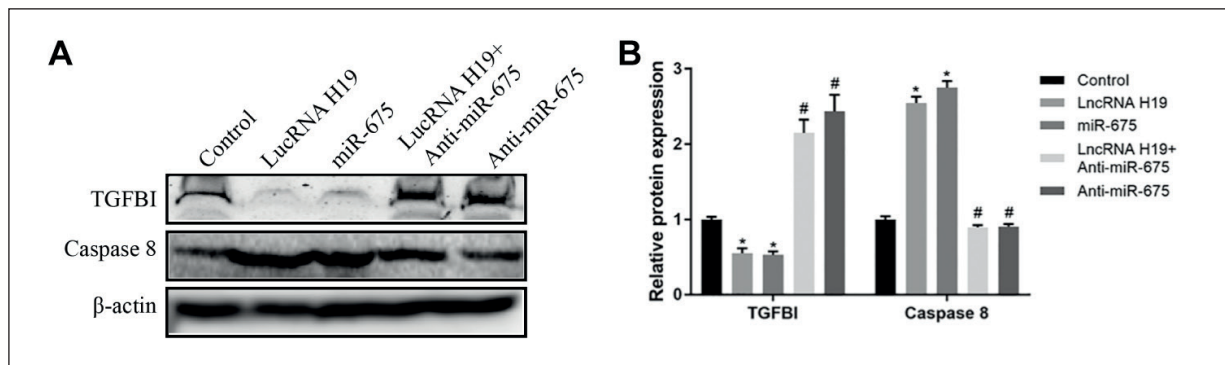 A
Control
LucRNA H19
miR-675
LucRNA H19+
Anti-miR-675
Anti-miR-675
TGFBI
Caspase 8
β-actin
B
Relative protein expression
3
2
1
0
* * # #
* * # #
TGFBI
Caspase 8
Control
LncRNA H19
miR-675
LncRNA H19+
Anti-miR-675
Anti-miR-675